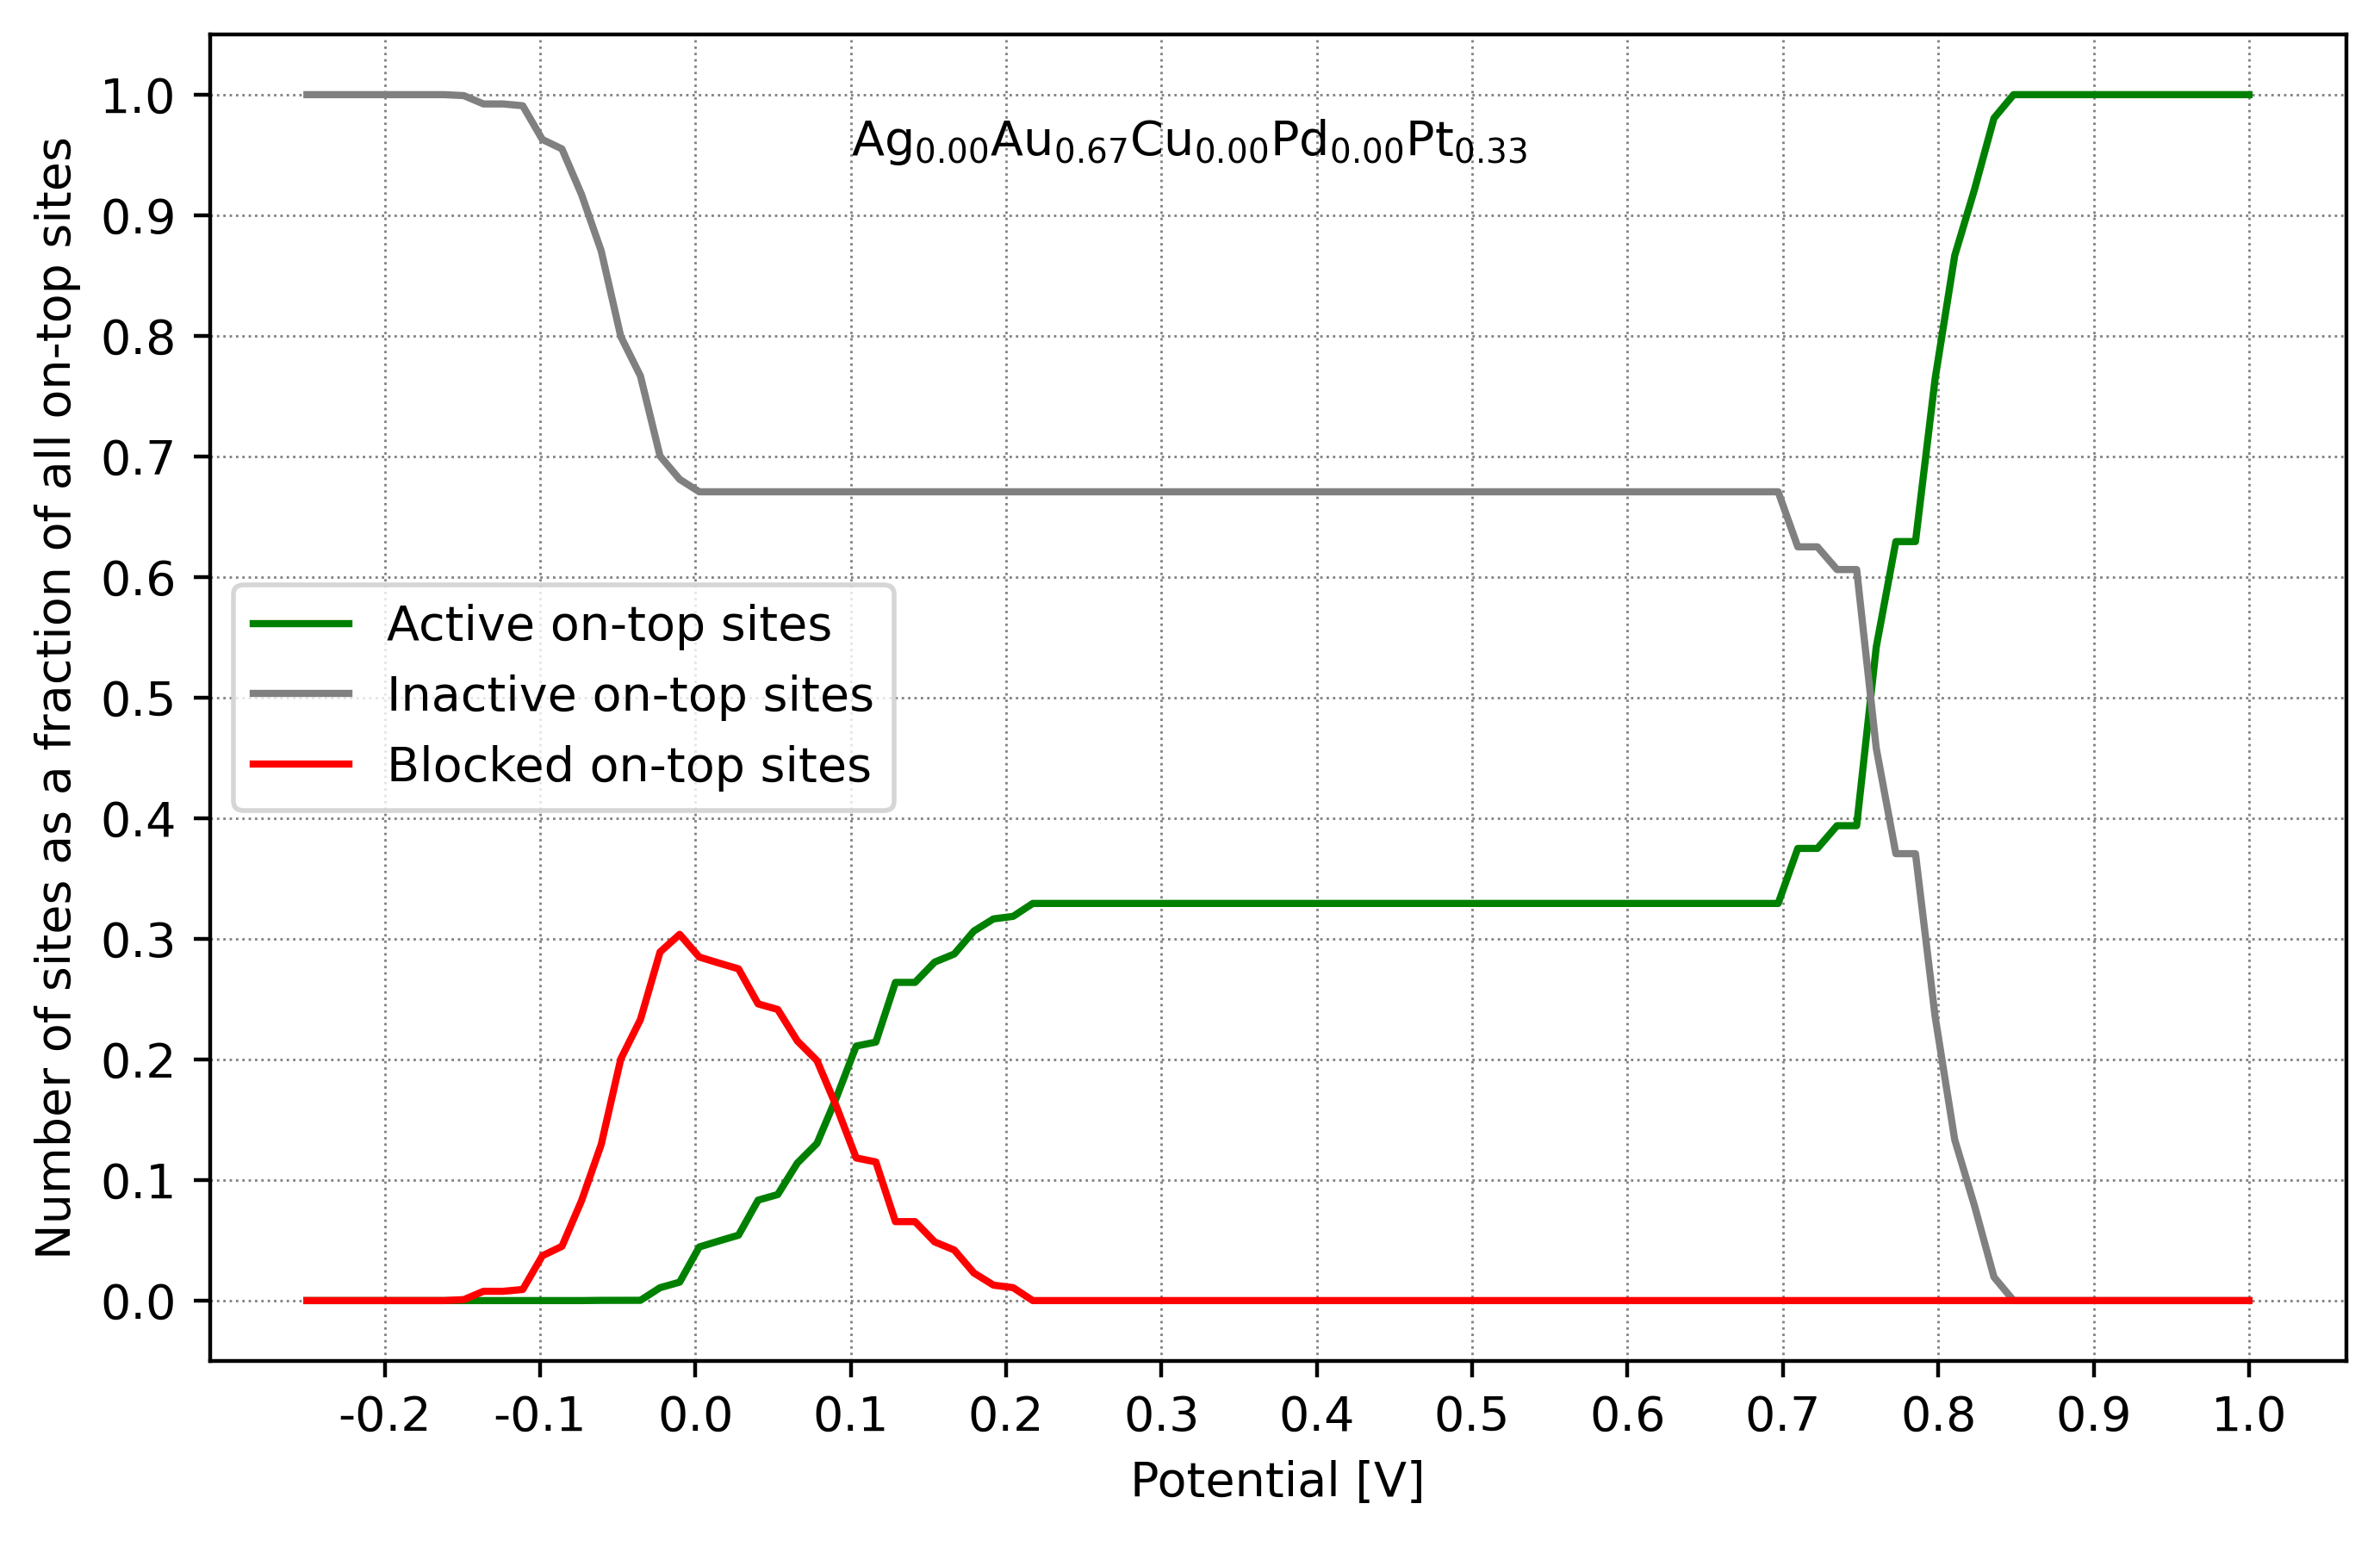 Number of sites as a fraction of all on-top sites
1.0
0.9
0.8
0.7
0.6
0.5
0.4
0.3
0.2
0.1
0.0
Ag0.00Au0.67Cu0.00Pd0.00Pt0.33
Active on-top sites
Inactive on-top sites
Blocked on-top sites
-0.2 -0.1 0.0 0.1 0.2 0.3 0.4 0.5 0.6 0.7 0.8 0.9 1.0
Potential [V]